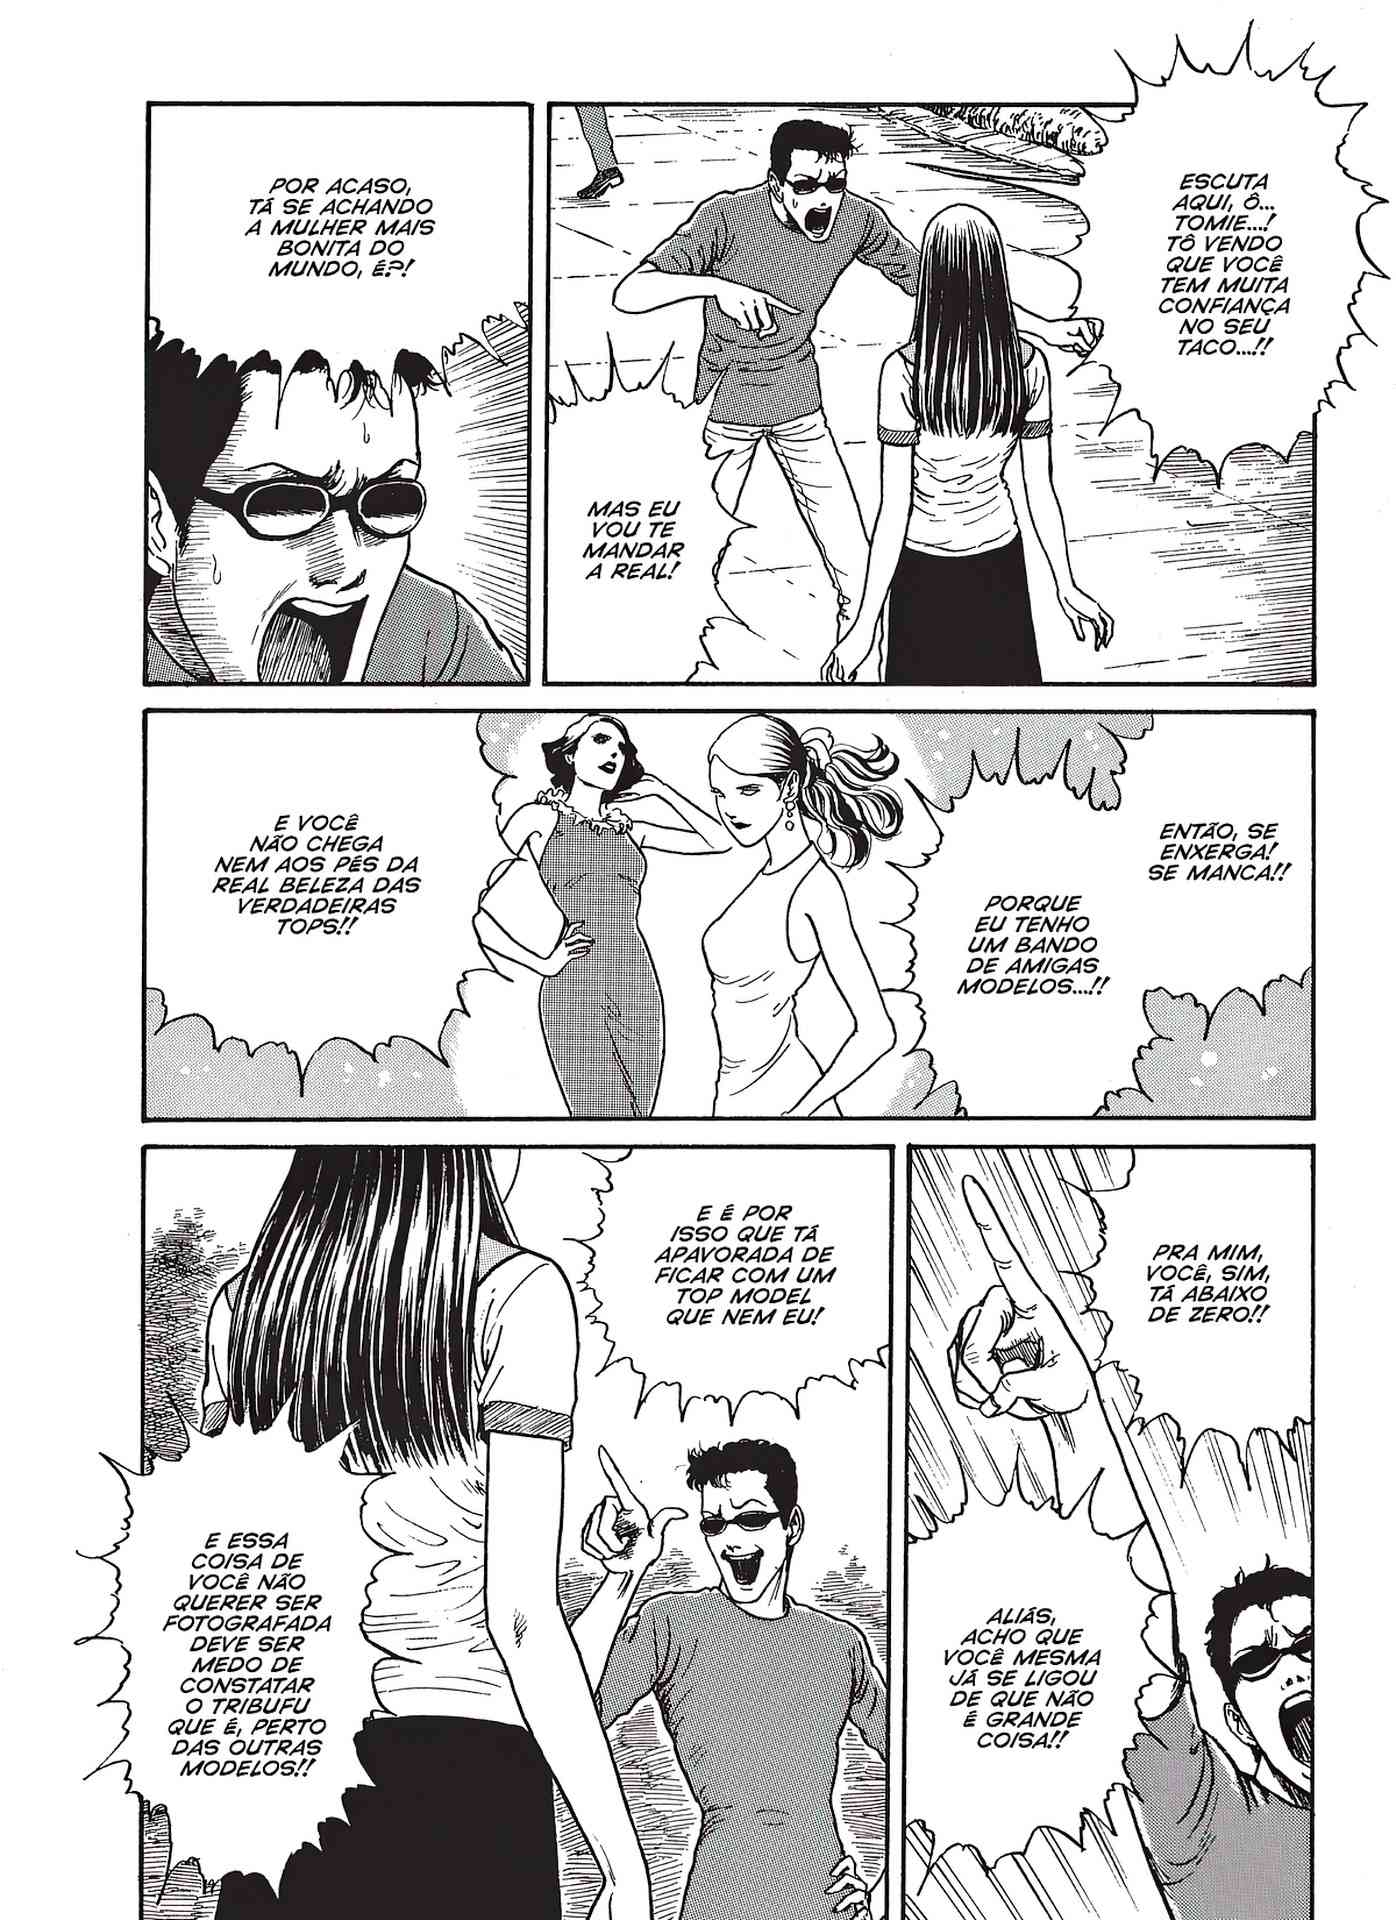 ESCUTA
AQUI, Ô...
TOMIE...!
TÔ VENDO
QUE VOCÊ
TEM MUITA
CONFIANÇA
NO SEU
TACO...!!
MAS EU
VOU TE
MANDAR
A REAL!
POR ACASO,
TÁ SE ACHANDO
A MULHER MAIS
BONITA DO
MUNDO, É?!
ENTÃO, SE
ENXERGA!
SE MANCA!!
PORQUE
EU TENHO
UM BANDO
DE AMIGAS
MODELOS...!!
E VOCÊ
NÃO CHEGA
NEM AOS PÉS DA
REAL BELEZA DAS
VERDADEIRAS
TOPS!!
PRA MIM,
VOCÊ, SIM,
TÁ ABAIXO
DE ZERO!!
ALIÁS,
ACHO QUE
VOCÊ MESMA
JÁ SE LIGOU
DE QUE NÃO
É GRANDE
COISA!!
E É POR
ISSO QUE TÁ
APAVORADA DE
FICAR COM UM
TOP MODEL
QUE NEM EU!
E ESSA
COISA DE
VOCÊ NÃO
QUERER SER
FOTOGRAFADA
DEVE SER
MEDO DE
CONSTATAR
O TRIBUFU
QUE É, PERTO
DAS OUTRAS
MODELOS!!